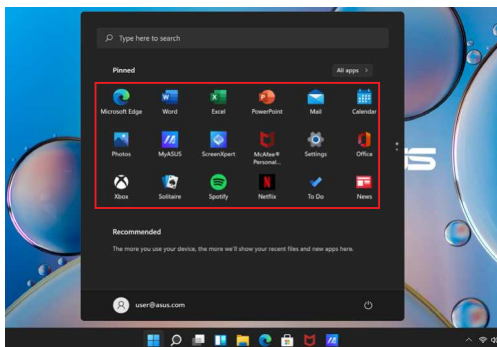 Type here to search
Pinned
All apps >
Microsoft Edge
Word
Excel
PowerPoint
Mail
Calendar
Photos
MyASUS
ScreenXpert
McAfee®
Personal...
Settings
Office
Xbox
Solitaire
Spotify
Netflix
To Do
News
Recommended
The more you use your device, the more we'll show your recent files and new apps here.
user@asus.com